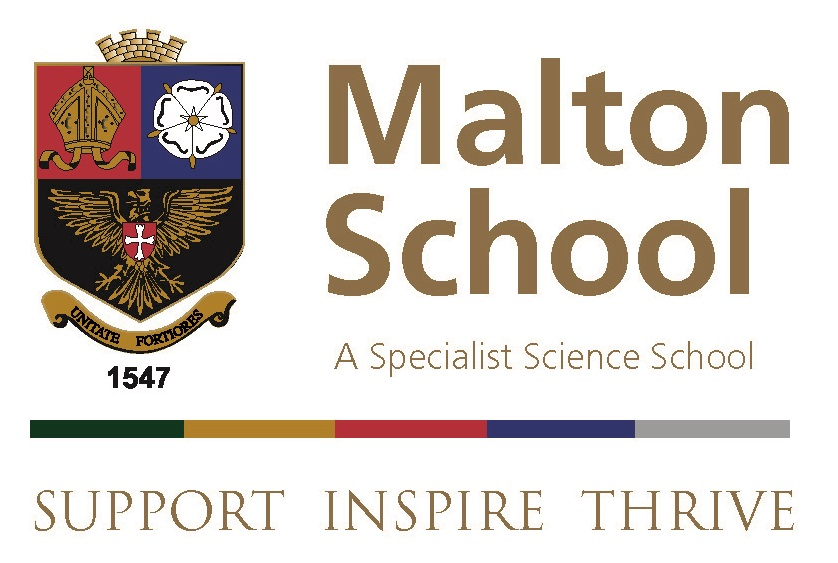 Malton
School
A Specialist Science School
UNITATE FORTIORES
1547
SUPPORT INSPIRE THRIVE